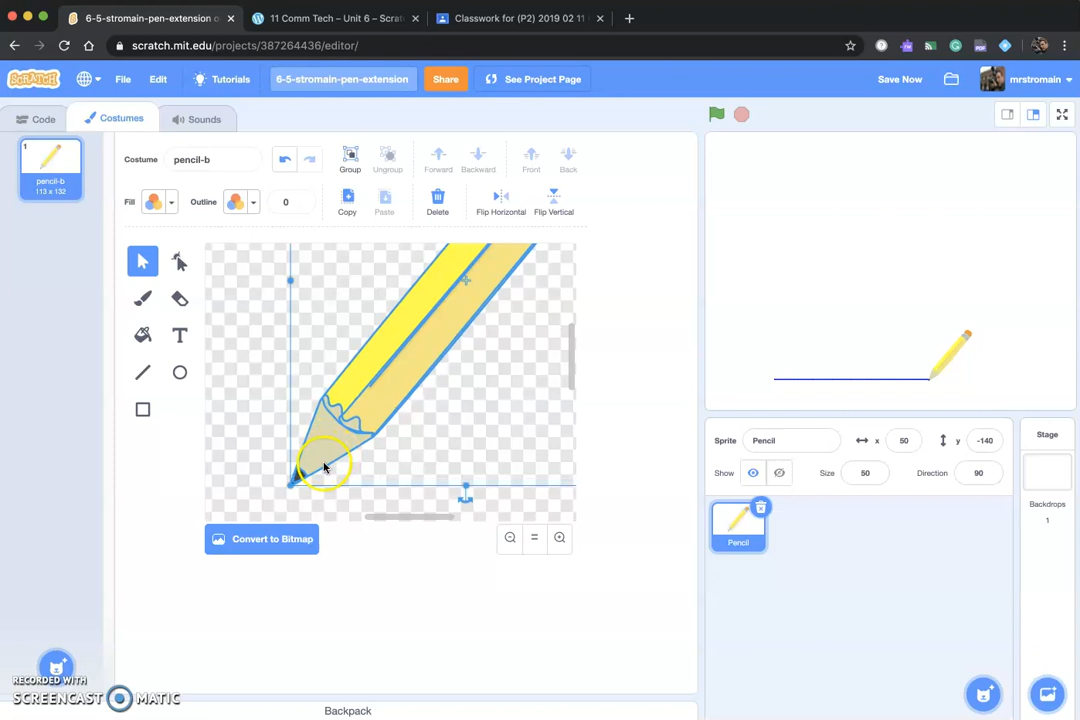 6-5-stromain-pen-extension o
11 Comm Tech – Unit 6 – Scrat
Classwork for (P2) 2019 02 11
scratch.mit.edu/projects/387264436/editor/
SCRATCH
File
Edit
Tutorials
6-5-stromain-pen-extension
Share
See Project Page
Save Now
mrstromain
Code
Costumes
Sounds
1
pencil-b
113 x 132
Costume
pencil-b
Group
Ungroup
Forward
Backward
Front
Back
Fill
Outline
0
Copy
Paste
Delete
Flip Horizontal
Flip Vertical
T
Convert to Bitmap
Sprite
Pencil
x
50
y
-140
Show
Size
50
Direction
90
Pencil
Stage
Backdrops
1
RECORDED WITH
SCREENCAST MATIC
Backpack